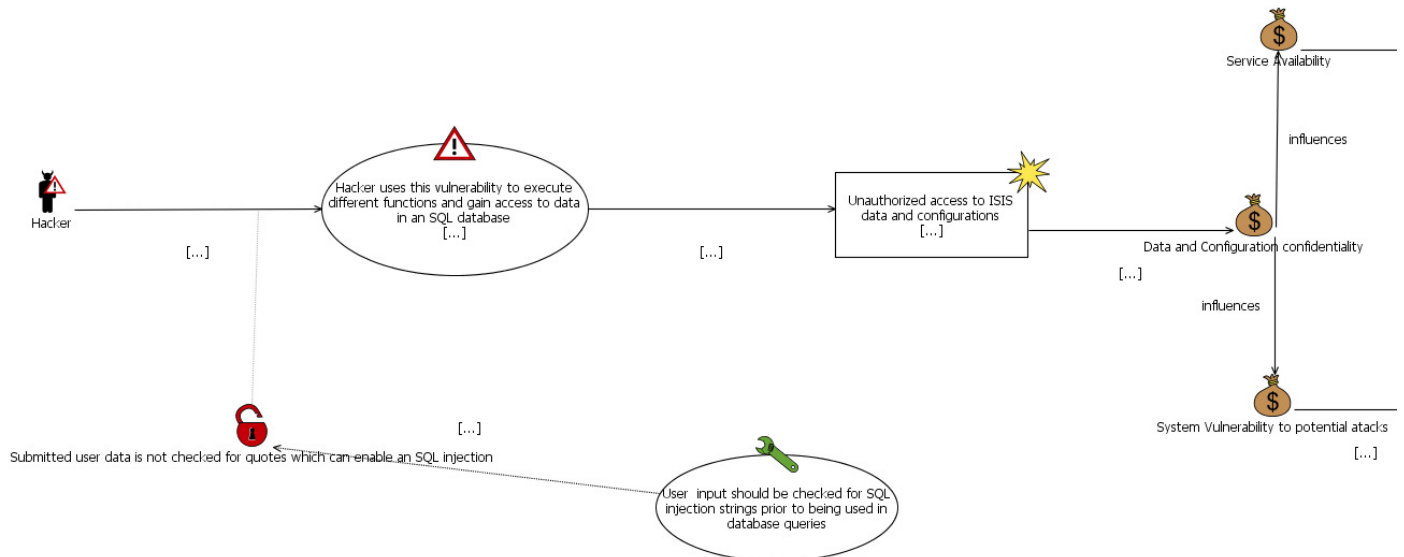 Service Availability
influences
Hacker uses this vulnerability to execute
different functions and gain access to data
in an SQL database
[...]
Unauthorized access to ISIS
data and configurations
[...]
Hacker
[...]
[...]
Data and Configuration confidentiality
[...]
influences
System Vulnerability to potential atacks
[...]
[...]
Submitted user data is not checked for quotes which can enable an SQL injection
User input should be checked for SQL
injection strings prior to being used in
database queries